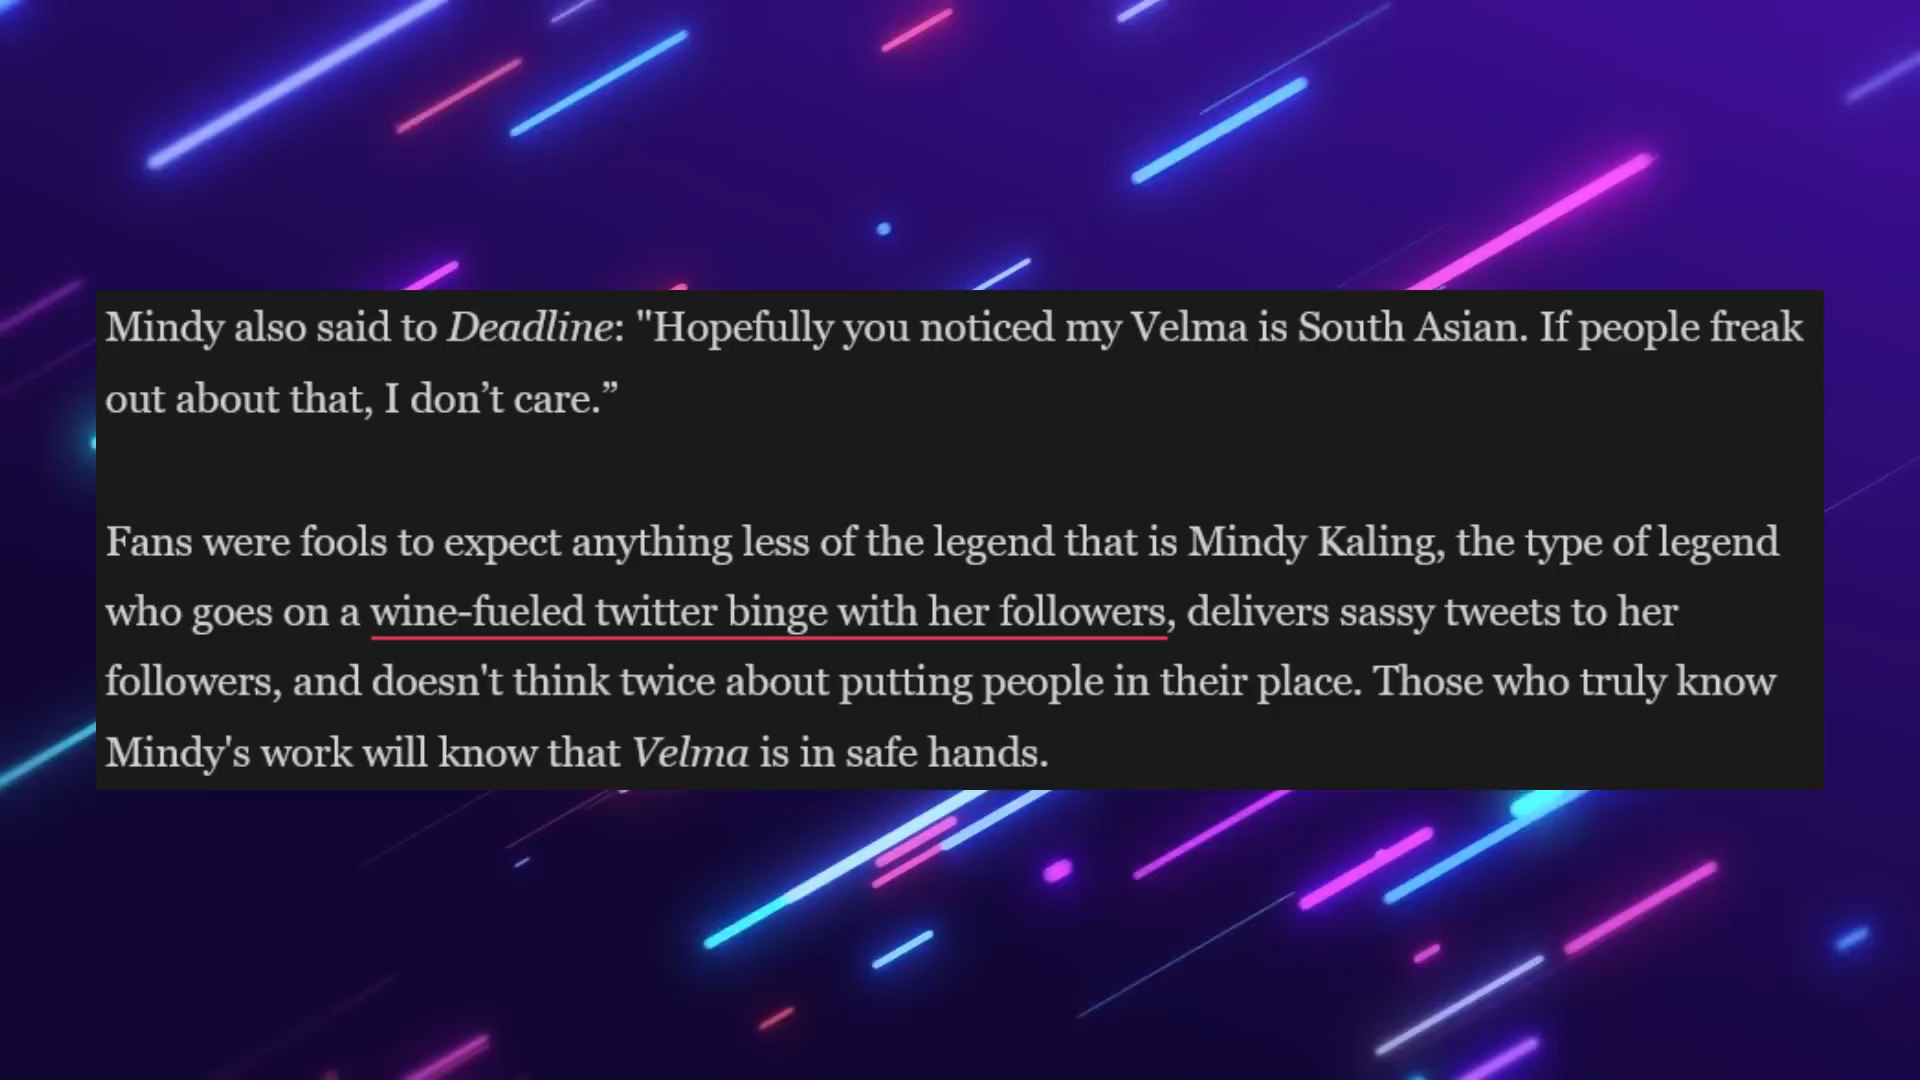 Mindy also said to Deadline: "Hopefully you noticed my Velma is South Asian. If people freak
out about that, I don’t care.”
Fans were fools to expect anything less of the legend that is Mindy Kaling, the type of legend
who goes on a wine-fueled twitter binge with her followers, delivers sassy tweets to her
followers, and doesn't think twice about putting people in their place. Those who truly know
Mindy's work will know that Velma is in safe hands.